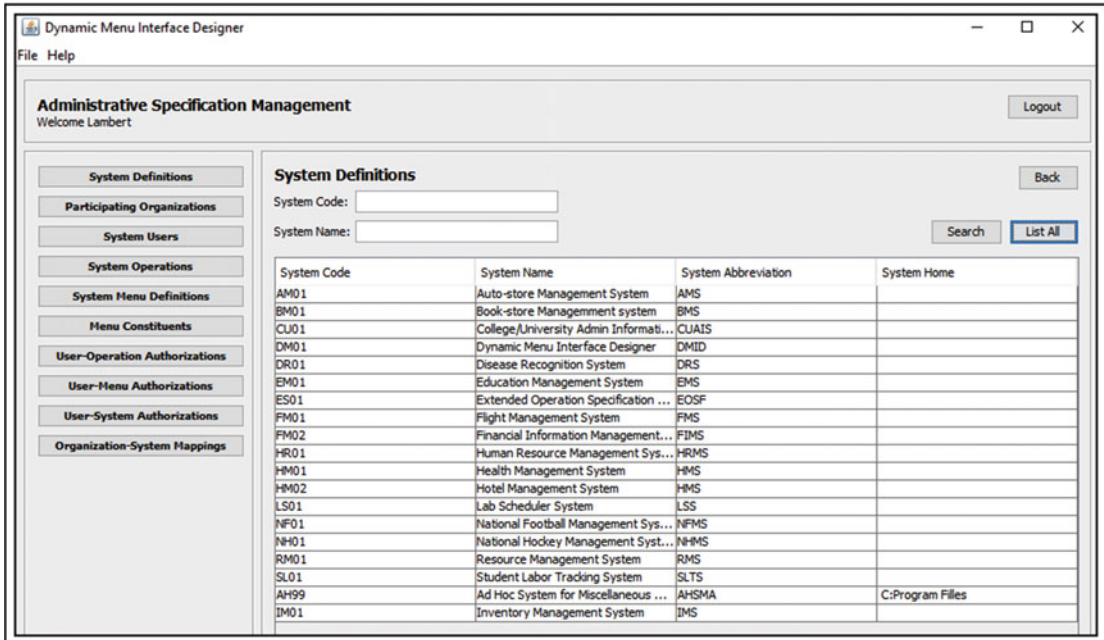 Dynamic Menu Interface Designer
File Help
Administrative Specification Management
Welcome Lambert
Logout
System Definitions
Participating Organizations
System Users
System Operations
System Menu Definitions
Menu Constituents
User-Operation Authorizations
User-Menu Authorizations
User-System Authorizations
Organization-System Mappings
System Definitions
Back
System Code:
System Name:
Search List All
System Code System Name System Abbreviation System Home
AM01 Auto-store Management System AMS
BM01 Book-store Managemment system BMS
CU01 College/University Admin Informati... CUAIS
DM01 Dynamic Menu Interface Designer DMID
DR01 Disease Recognition System DRS
EM01 Education Management System EMS
ES01 Extended Operation Specification ... EOSF
FM01 Flight Management System FMS
FM02 Financial Information Management... FIMS
HR01 Human Resource Management Sys... HRMS
HM01 Health Management System HMS
HM02 Hotel Management System HMS
LS01 Lab Scheduler System LSS
NF01 National Football Management Sys... NFMS
NH01 National Hockey Management Syst... NHMS
RM01 Resource Management System RMS
SL01 Student Labor Tracking System SLTS
AH99 Ad Hoc System for Miscellaneous ... AHSMA C:Program Filles
IM01 Inventory Management System IMS